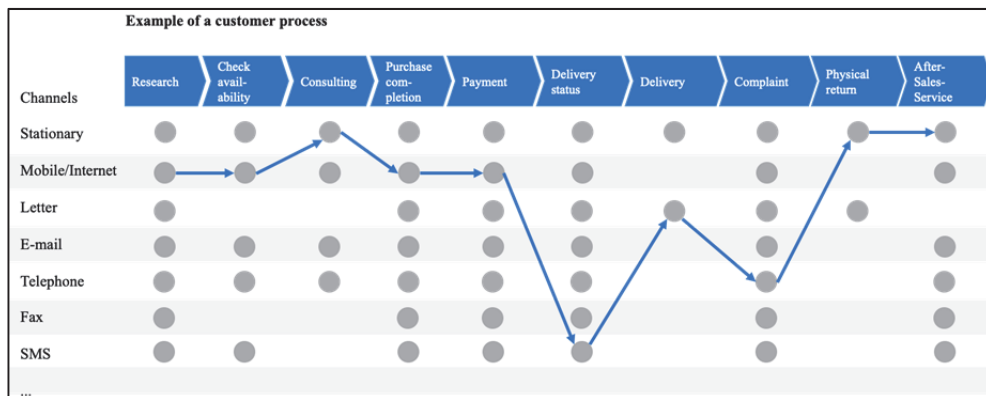 Example of a customer process
Research
Check
avail-
ability
Consulting
Purchase
com-
pletion
Payment
Delivery
status
Delivery
Complaint
Physical
return
After-
Sales-
Service
Channels
Stationary
Mobile/Internet
Letter
E-mail
Telephone
Fax
SMS
...